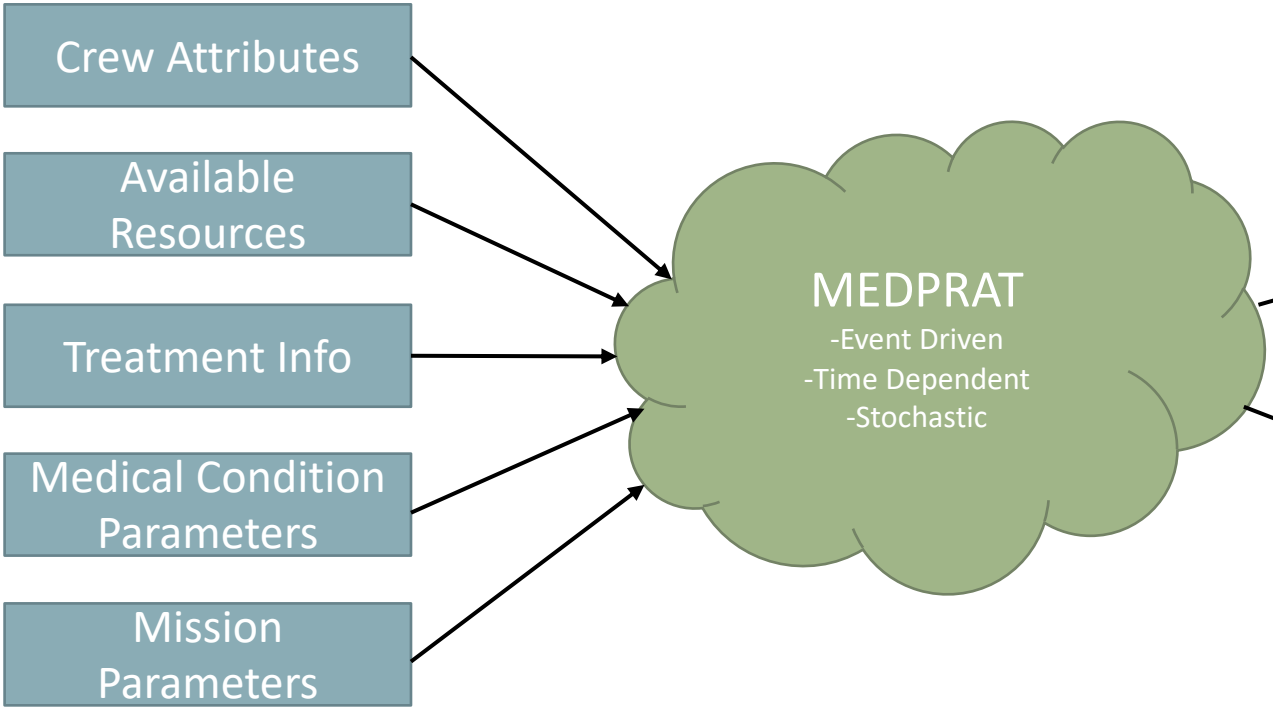 Crew Attributes
Available
Resources
Treatment Info
Medical Condition
Parameters
Mission
Parameters
MEDPRAT
-Event Driven
-Time Dependent
-Stochastic